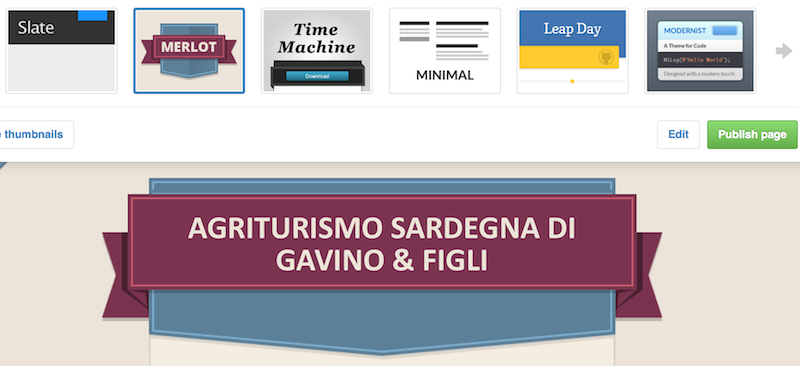 Slate
MERLOT
Time
Machine
Download
MINIMAL
Leap Day
MODERNIST
A Theme for Code
NSLog(@"Hello World");
Designed with a modern touch.
thumbnails
Edit
Publish page
AGRITURISMO SARDEGNA DI
GAVINO & FIGLI